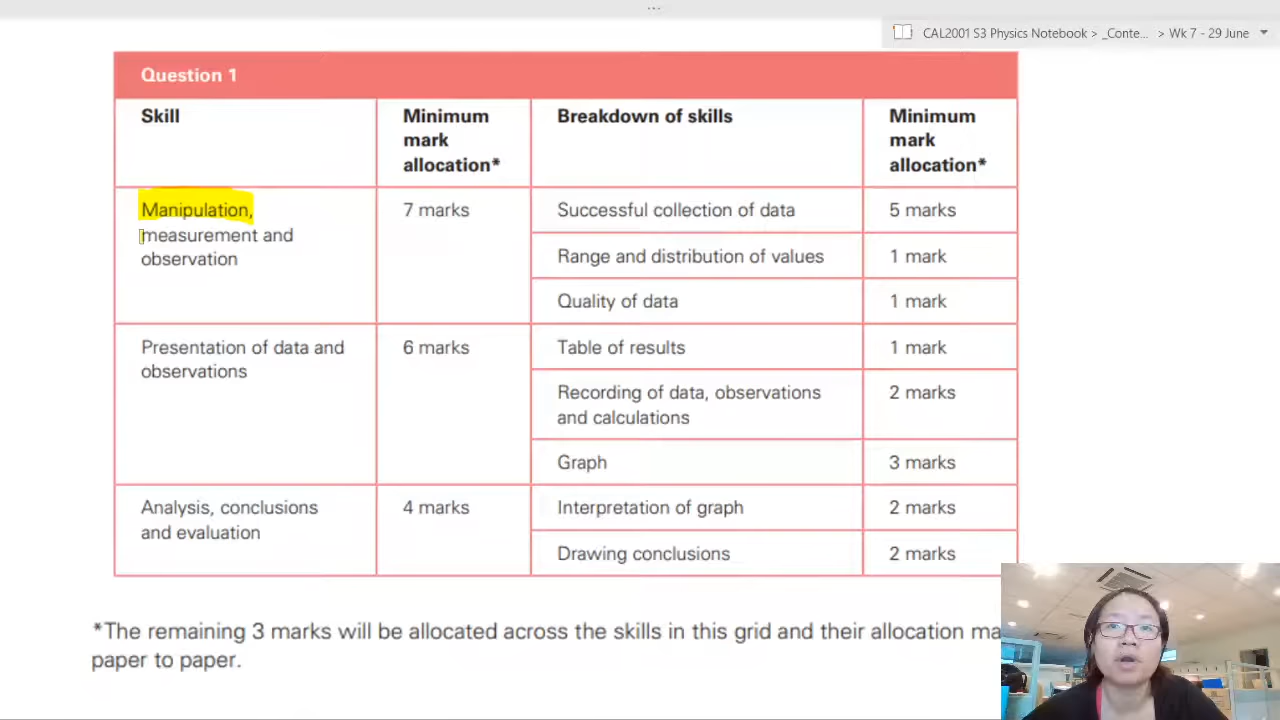 ...
CAL2001 S3 Physics Notebook > _Conte... > Wk 7 - 29 June
Question 1
Skill
Minimum
mark
allocation*
Breakdown of skills
Minimum
mark
allocation*
Manipulation,
measurement and
observation
7 marks
Successful collection of data
5 marks
Range and distribution of values
1 mark
Quality of data
1 mark
Presentation of data and
observations
6 marks
Table of results
1 mark
Recording of data, observations
and calculations
2 marks
Graph
3 marks
Analysis, conclusions
and evaluation
4 marks
Interpretation of graph
2 marks
Drawing conclusions
2 marks
*The remaining 3 marks will be allocated across the skills in this grid and their allocation ma
paper to paper.